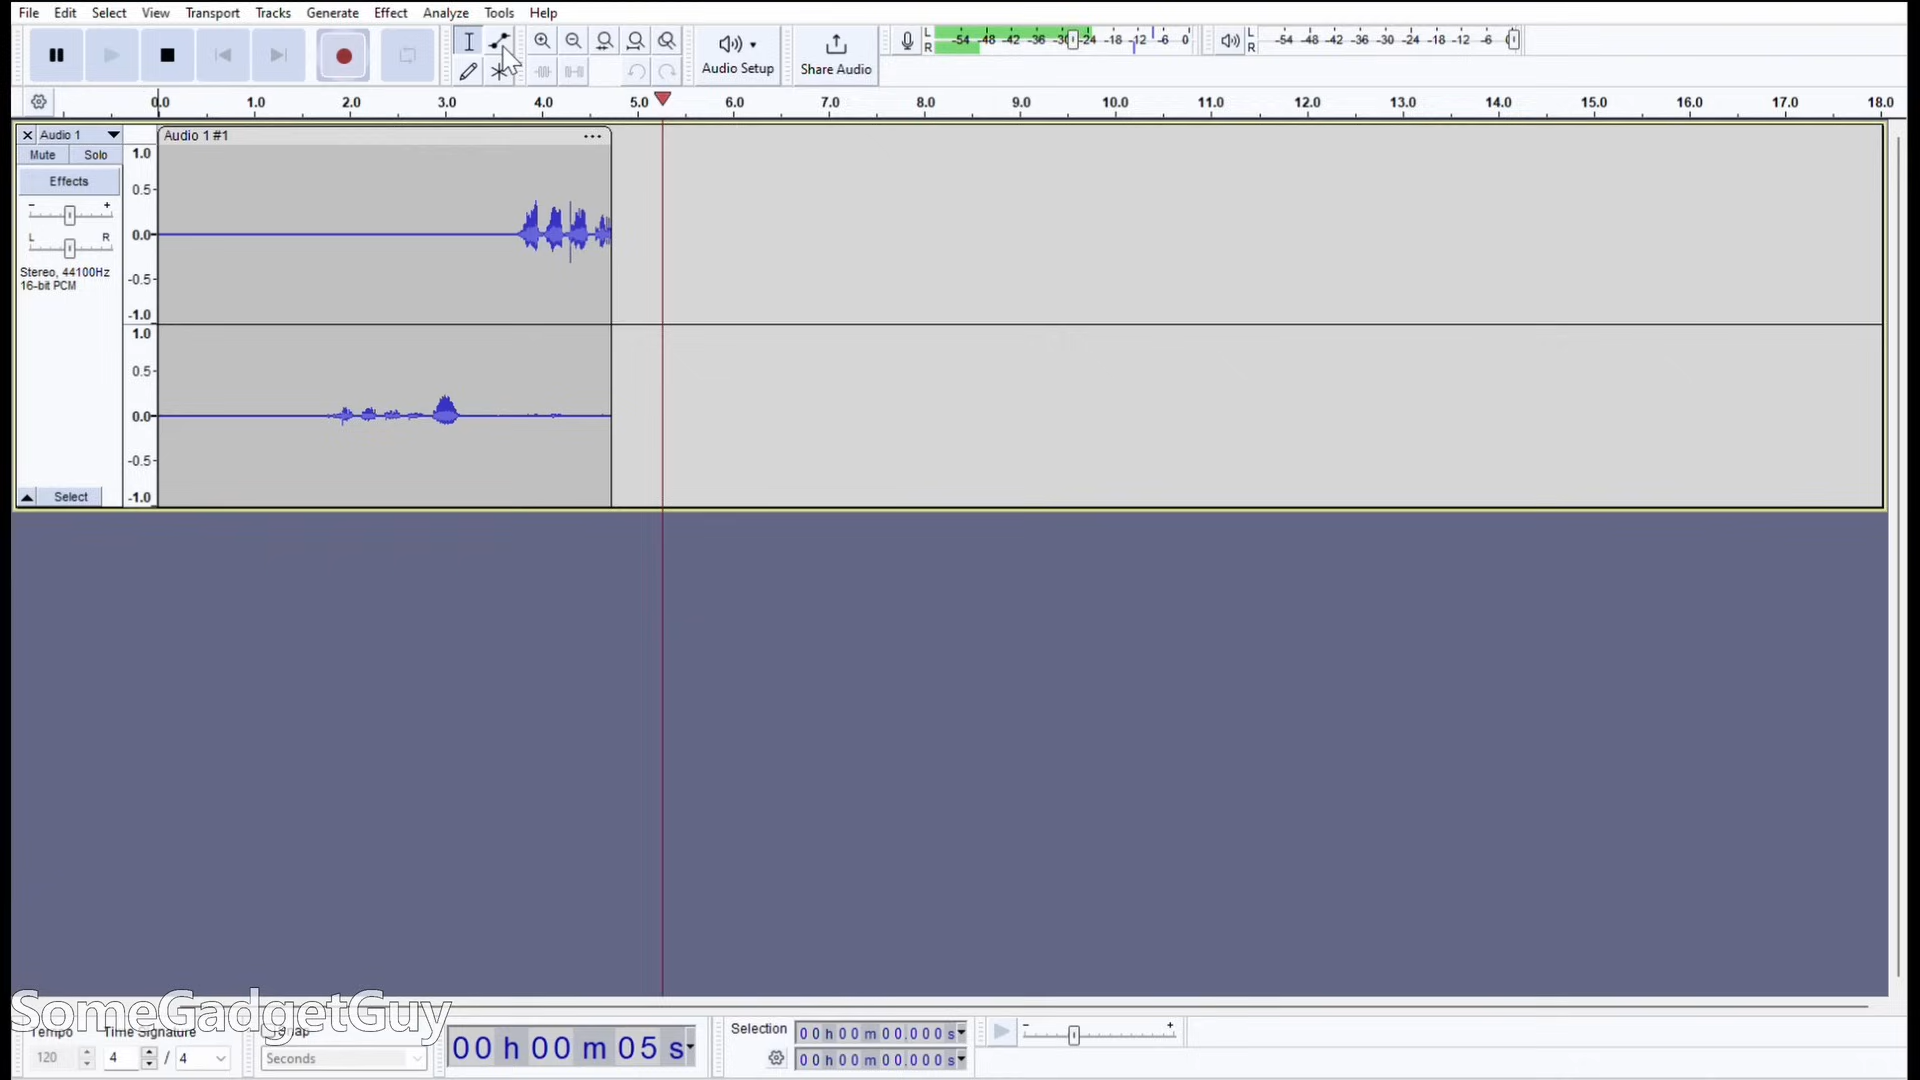 File Edit Select View Transport Tracks Generate Effect Analyze Tools Help
L -54 -48 -42 -36 -30 -24 -18 -12 -6 0 L -54 -48 -42 -36 -30 -24 -18 -12 -6 0
R R
Audio Setup Share Audio
0.0 1.0 2.0 3.0 4.0 5.0 6.0 7.0 8.0 9.0 10.0 11.0 12.0 13.0 14.0 15.0 16.0 17.0 18.0
Audio 1 Audio 1 #1
Mute Solo
Effects
- +
L R
Stereo, 44100Hz
16-bit PCM
Select
1.0
0.5
0.0
-0.5
-1.0
1.0
0.5
0.0
-0.5
-1.0
SomeGadgetGuy
Tempo Time Signature Snap
120 4 / 4 Seconds
00 h 00 m 05 s
Selection
00 h 00 m 00.000 s
00 h 00 m 00.000 s
- +